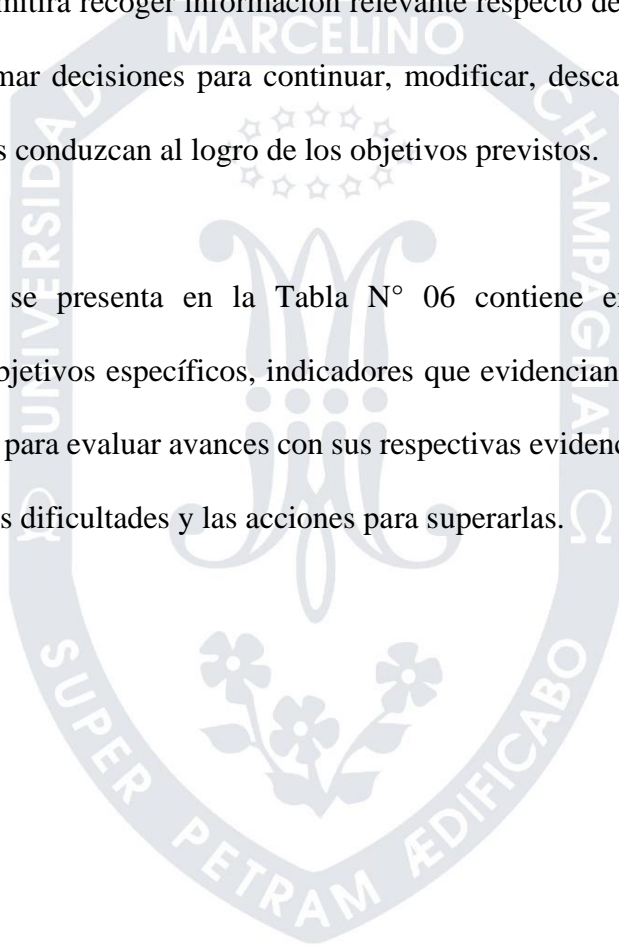 mitirá recoger información relevante respecto de
mar decisiones para continuar, modificar, desca
s conduzcan al logro de los objetivos previstos.
se presenta en la Tabla N° 06 contiene e
bjetivos específicos, indicadores que evidencian
para evaluar avances con sus respectivas evidenc
s dificultades y las acciones para superarlas.
UNIVERSIDAD
MARCELINO
CHAMPAGNAT
SUPER PETRAM ÆDIFICABO